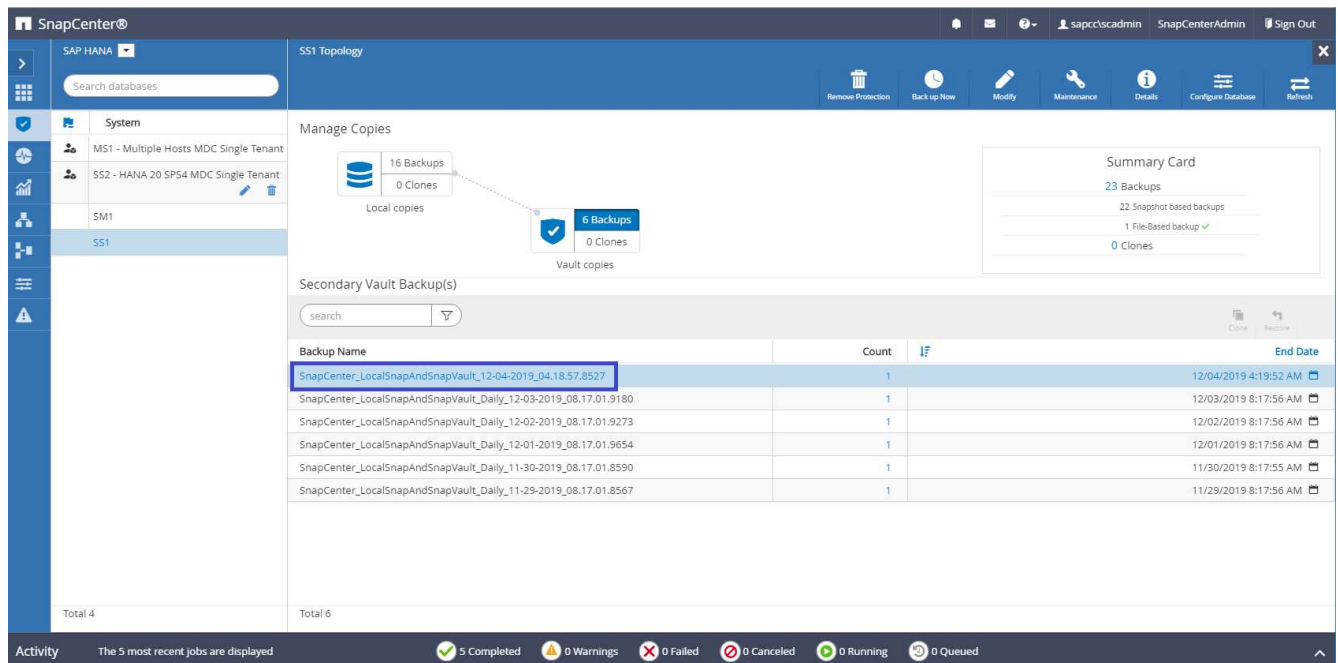 SnapCenter®
sapcc\scadmin SnapCenterAdmin Sign Out
SAP HANA
SS1 Topology
Search databases
Remove Protection Back up Now Modify Maintenance Details Configure Database Refresh
System
MS1 - Multiple Hosts MDC Single Tenant
SS2 - HANA 20 SPS4 MDC Single Tenant
SM1
SS1
Total 4
Manage Copies
16 Backups
0 Clones
Local copies
6 Backups
0 Clones
Vault copies
Summary Card
23 Backups
22 Snapshot based backups
1 File-Based backup
0 Clones
Secondary Vault Backup(s)
search
Clone Restore
Backup Name Count End Date
SnapCenter_LocalSnapAndSnapVault_12-04-2019_04.18.57.8527 1 12/04/2019 4:19:52 AM
SnapCenter_LocalSnapAndSnapVault_Daily_12-03-2019_08.17.01.9180 1 12/03/2019 8:17:56 AM
SnapCenter_LocalSnapAndSnapVault_Daily_12-02-2019_08.17.01.9273 1 12/02/2019 8:17:56 AM
SnapCenter_LocalSnapAndSnapVault_Daily_12-01-2019_08.17.01.9654 1 12/01/2019 8:17:56 AM
SnapCenter_LocalSnapAndSnapVault_Daily_11-30-2019_08.17.01.8590 1 11/30/2019 8:17:55 AM
SnapCenter_LocalSnapAndSnapVault_Daily_11-29-2019_08.17.01.8567 1 11/29/2019 8:17:56 AM
Total 6
Activity The 5 most recent jobs are displayed 5 Completed 0 Warnings 0 Failed 0 Canceled 0 Running 0 Queued